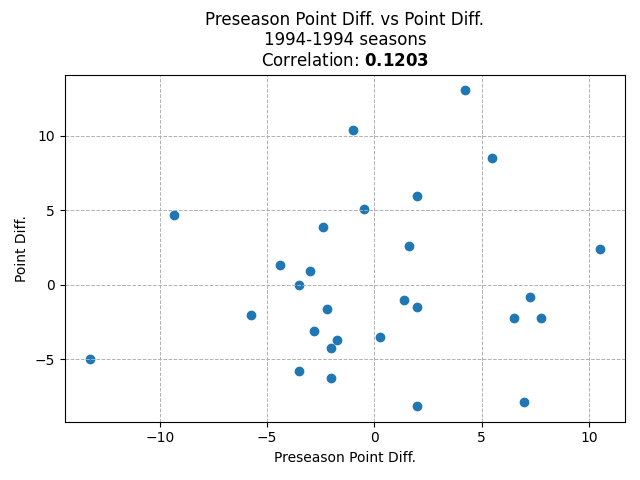 Preseason Point Diff. vs Point Diff.
1994-1994 seasons
Correlation: 0.1203
10
5
0
−5
Point Diff.
−10
−5
0
5
10
Preseason Point Diff.